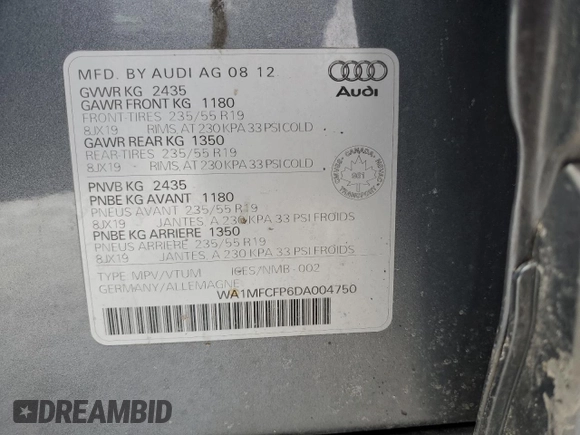 MFD. BY AUDI AG 08 12
GVWR KG 2435
GAWR FRONT KG 1180
FRONT-TIRES 235/55 R19
8JX19 RIMS, AT 230 KPA 33 PSI COLD
GAWR REAR KG 1350
REAR-TIRES 235/55 R19
8JX19 RIMS, AT 230 KPA 33 PSI COLD
Audi
CANADA
901
TRANSPORT
PNVB KG 2435
PNBE KG AVANT 1180
PNEUS AVANT 235/55 R19
8JX19 JANTES, A 230 KPA 33 PSI FROIDS
PNBE KG ARRIERE 1350
PNEUS ARRIERE 235/55 R19
8JX19 JANTES, A 230 KPA 33 PSI FROIDS
TYPE MPV/VTUM ICES/NMB-002
GERMANY/ALLEMAGNE
WA1MFCFP6DA004750
DREAMBID